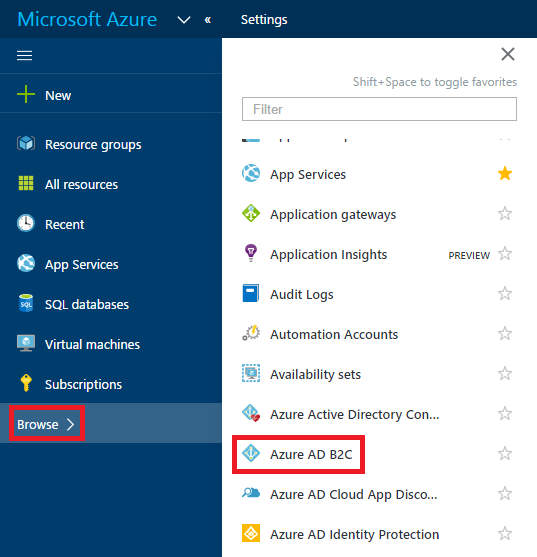 Microsoft Azure
«
Settings
Shift+Space to toggle favorites
Filter
New
Resource groups
All resources
Recent
App Services
SQL databases
Virtual machines
Subscriptions
Browse
App Services
Application gateways
Application Insights PREVIEW
Audit Logs
Automation Accounts
Availability sets
Azure Active Directory Con...
Azure AD B2C
Azure AD Cloud App Disco...
Azure AD Identity Protection